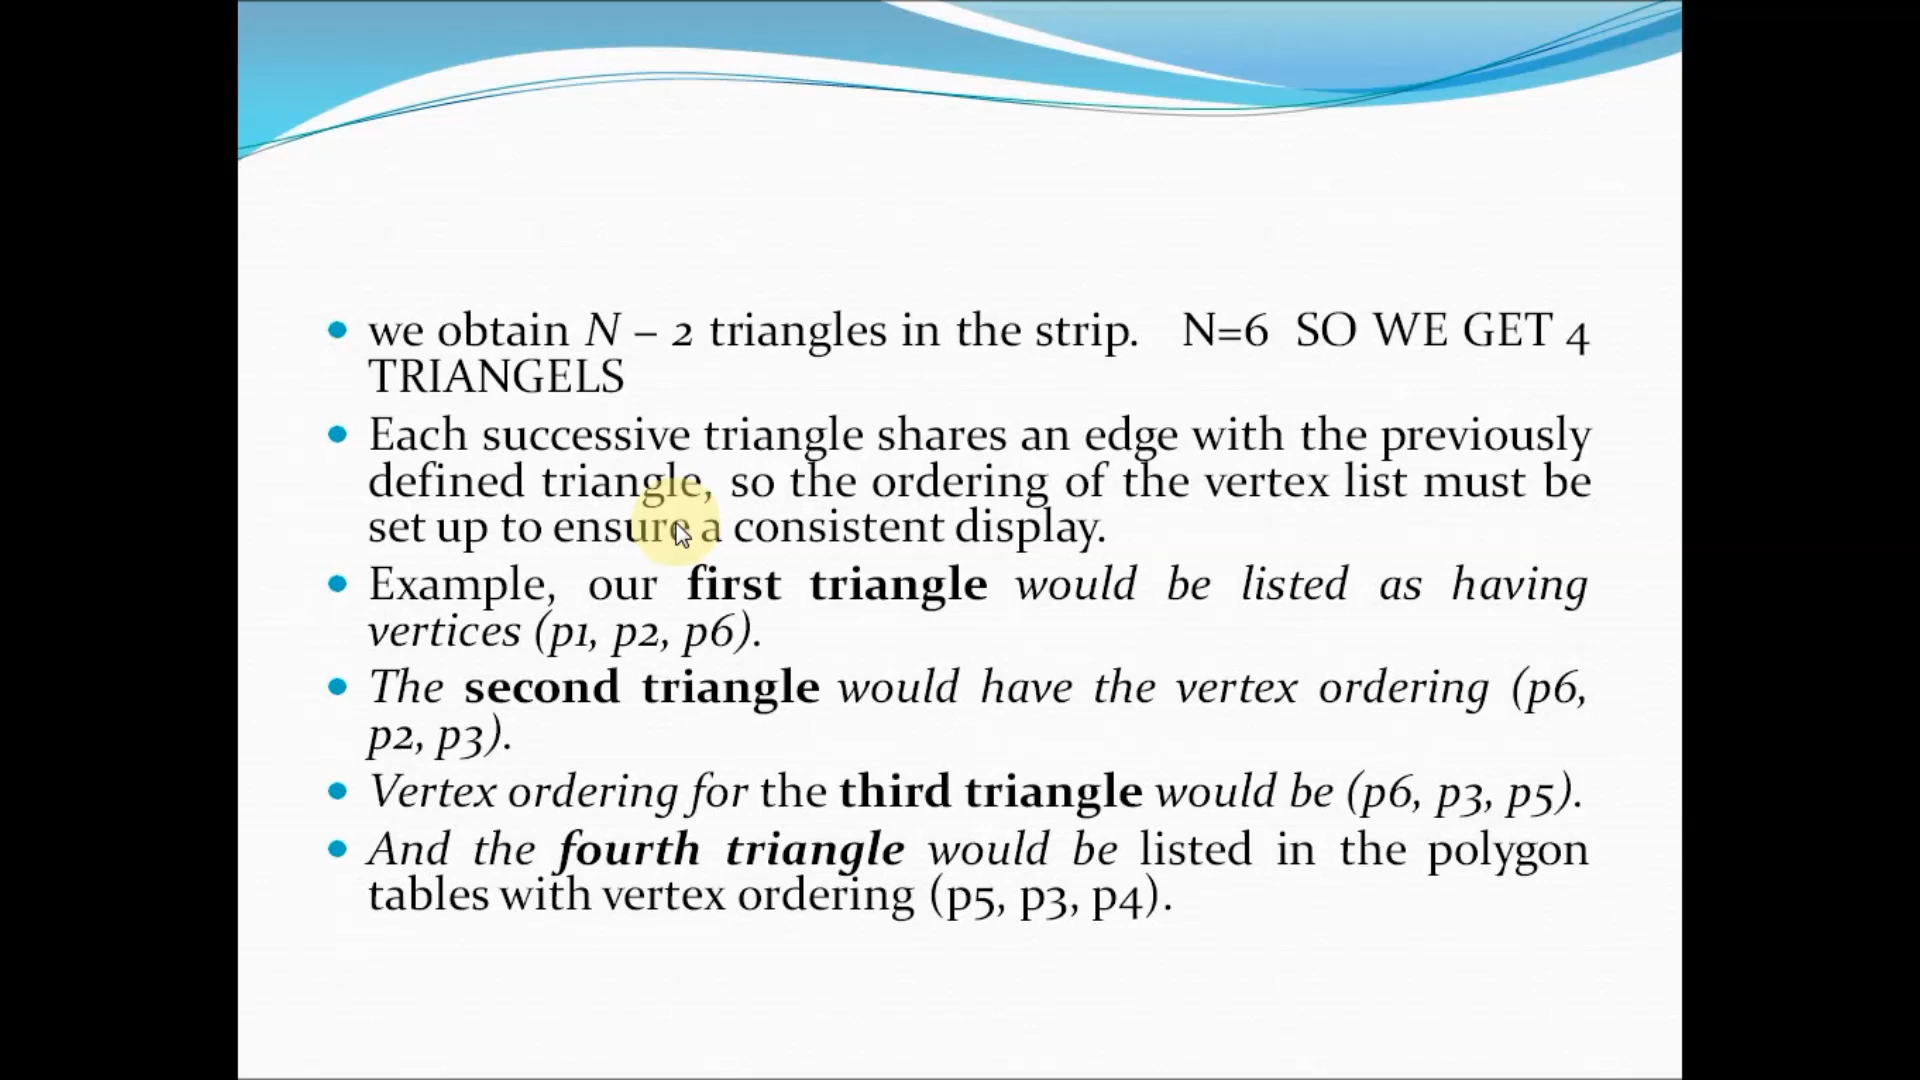 we obtain N – 2 triangles in the strip. N=6 SO WE GET 4
TRIANGELS
Each successive triangle shares an edge with the previously
defined triangle, so the ordering of the vertex list must be
set up to ensure a consistent display.
Example, our first triangle would be listed as having
vertices (p1, p2, p6).
The second triangle would have the vertex ordering (p6,
p2, p3).
Vertex ordering for the third triangle would be (p6, p3, p5).
And the fourth triangle would be listed in the polygon
tables with vertex ordering (p5, p3, p4).